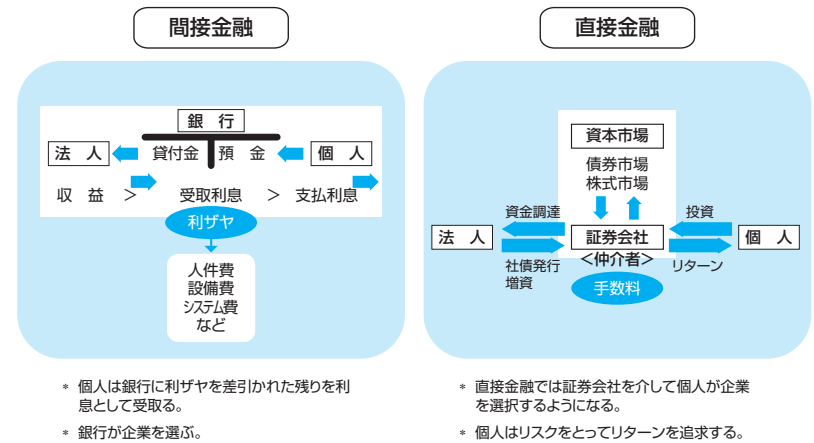 間接金融
銀 行
法 人 貸付金 預 金 個 人
収 益 > 受取利息 > 支払利息
利ザヤ
人件費
設備費
システム費
など
* 個人は銀行に利ザヤを差引かれた残りを利
息として受取る。
* 銀行が企業を選ぶ。
直接金融
資本市場
債券市場
株式市場
資金調達 投資
法 人 証券会社 個 人
<仲介者>
社債発行
増資
リターン
手数料
* 直接金融では証券会社を介して個人が企業
を選択するようになる。
* 個人はリスクをとってリターンを追求する。